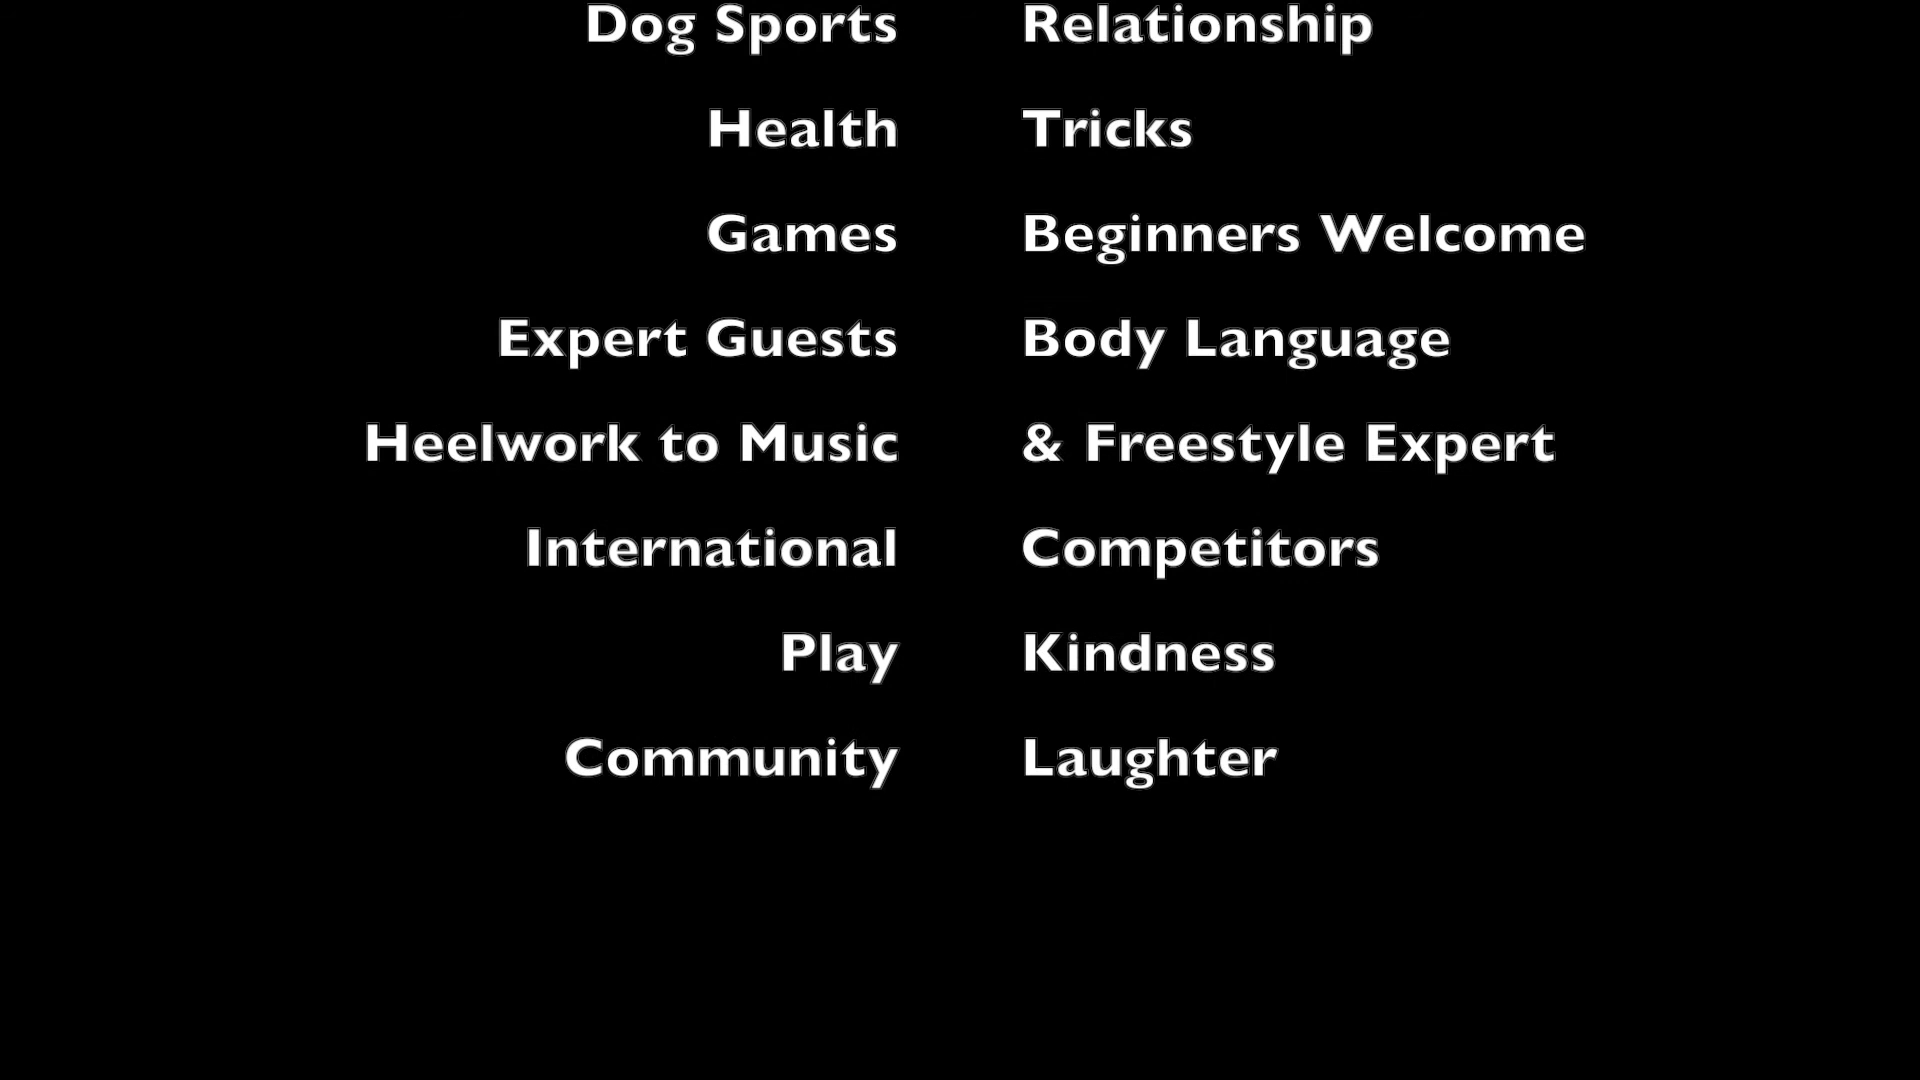 Dog Sports Relationship
Health Tricks
Games Beginners Welcome
Expert Guests Body Language
Heelwork to Music & Freestyle Expert
International Competitors
Play Kindness
Community Laughter